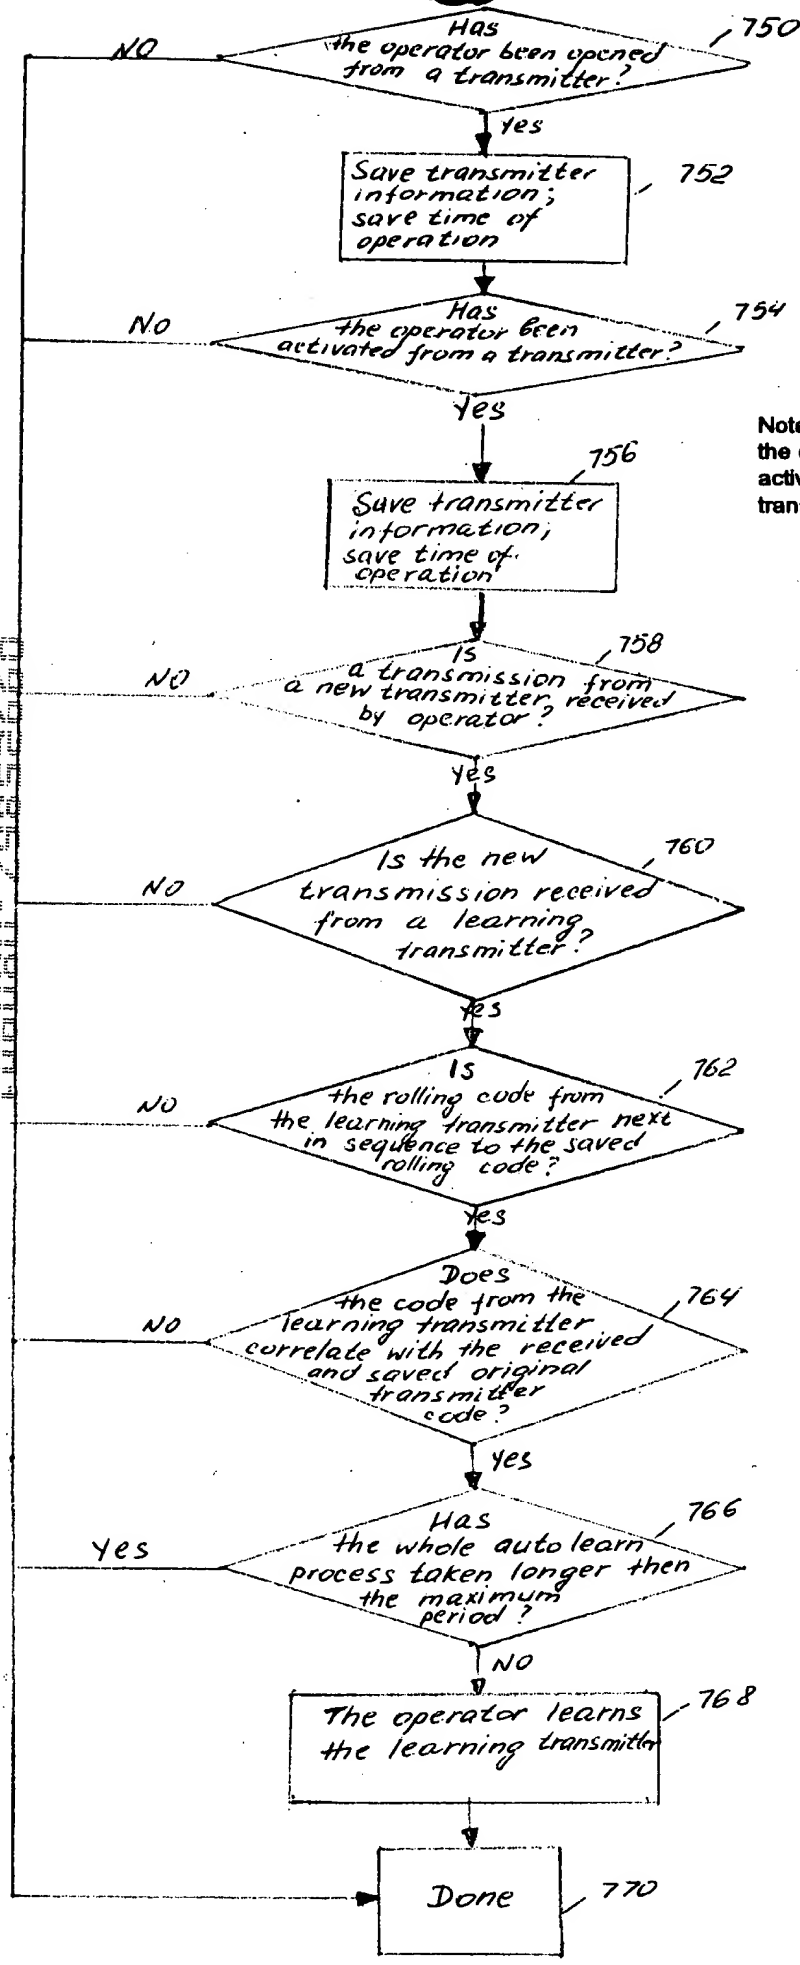 Has
the operator been opened
from a transmitter?
750
NO
Yes
Save transmitter
information;
save time of
operation
752
Has
the operator been
activated from a transmitter?
754
NO
Yes
Note
the
activ
tran
756
Save transmitter
information;
save time of
operation
Is
a transmission from
a new transmitter received
by operator?
758
NO
Yes
Is the new
transmission received
from a learning
transmitter?
760
NO
Yes
Is
the rolling code from
the learning transmitter next
in sequence to the saved
rolling code?
762
NO
Yes
Does
the code from the
learning transmitter
correlate with the received
and saved original
transmitter
code?
764
NO
Yes
Has
the whole auto learn
process taken longer then
the maximum
period?
766
Yes
NO
The operator learns
the learning transmitter
768
Done
770